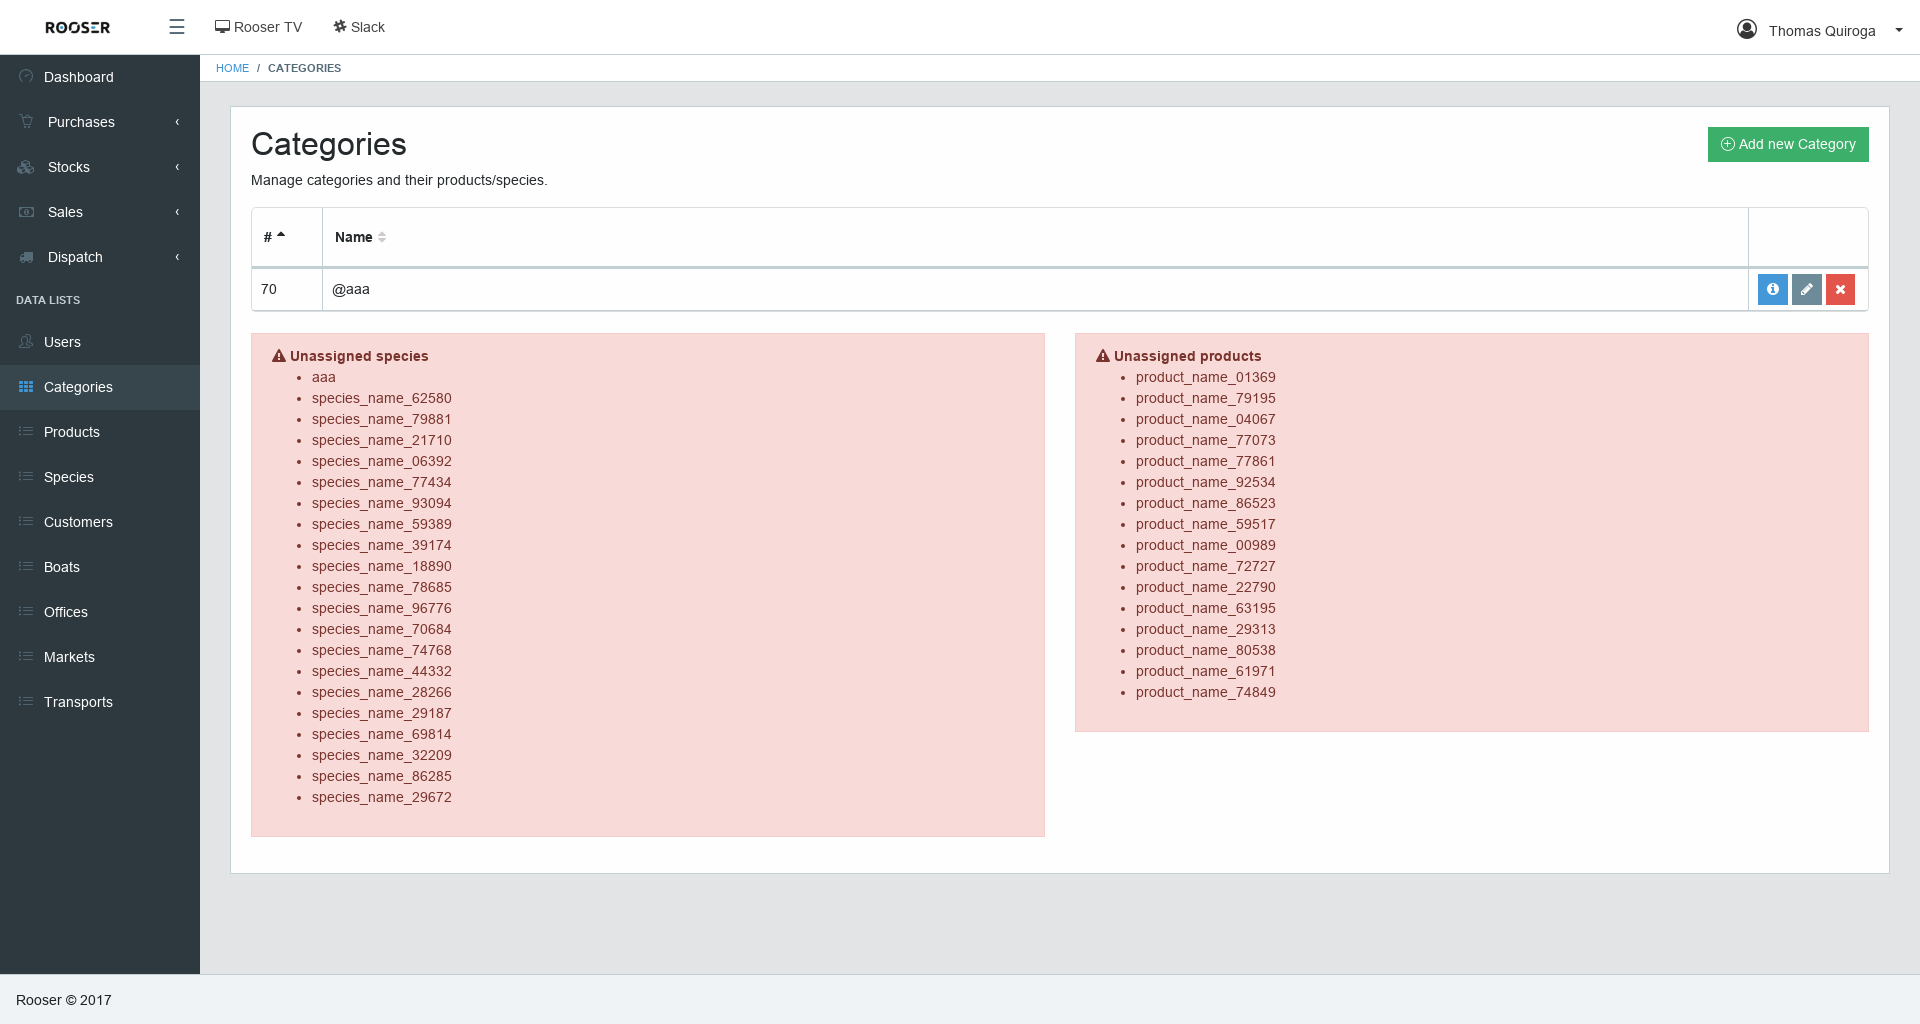 ROOSER
Rooser TV
Slack
Thomas Quiroga
HOME / CATEGORIES
Dashboard
Purchases
Stocks
Sales
Dispatch
DATA LISTS
Users
Categories
Products
Species
Customers
Boats
Offices
Markets
Transports
Categories
Add new Category
Manage categories and their products/species.
# Name
70 @aaa
Unassigned species
aaa
species_name_62580
species_name_79881
species_name_21710
species_name_06392
species_name_77434
species_name_93094
species_name_59389
species_name_39174
species_name_18890
species_name_78685
species_name_96776
species_name_70684
species_name_74768
species_name_44332
species_name_28266
species_name_29187
species_name_69814
species_name_32209
species_name_86285
species_name_29672
Unassigned products
product_name_01369
product_name_79195
product_name_04067
product_name_77073
product_name_77861
product_name_92534
product_name_86523
product_name_59517
product_name_00989
product_name_72727
product_name_22790
product_name_63195
product_name_29313
product_name_80538
product_name_61971
product_name_74849
Rooser © 2017